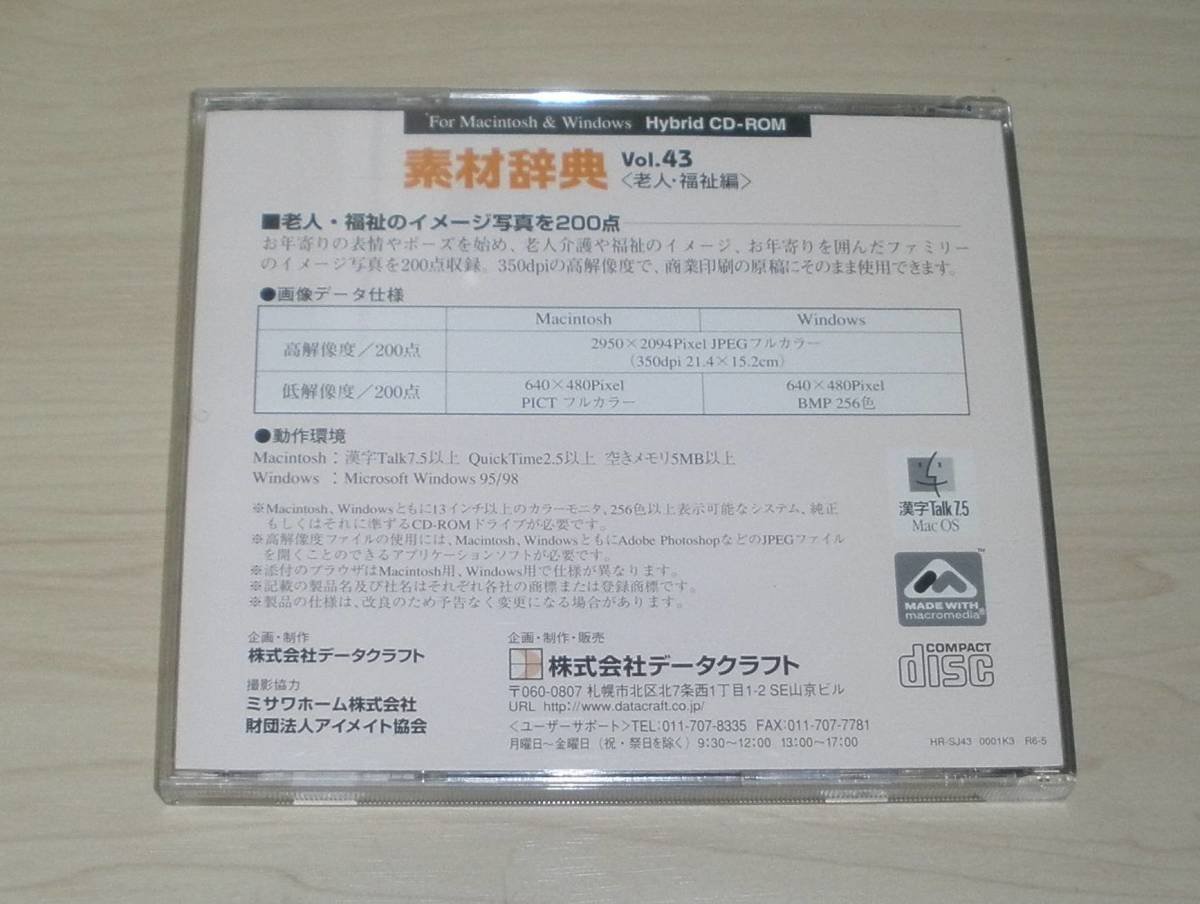 For Macintosh & Windows Hybrid CD-ROM
素材辞典 Vol.43
〈老人・福祉編〉
■老人・福祉のイメージ写真を200点
お年寄りの表情やポーズを始め、老人介護や福祉のイメージ、お年寄りを囲んだファミリー
のイメージ写真を200点収録。350dpiの高解像度で、商業印刷の原稿にそのまま使用できます。
●画像データ仕様
Macintosh Windows
高解像度／200点 2950×2094Pixel JPEGフルカラー
(350dpi 21.4×15.2cm)
低解像度／200点 640×480Pixel 640×480Pixel
PICT フルカラー BMP 256色
●動作環境
Macintosh：漢字Talk7.5以上 QuickTime2.5以上 空きメモリ5MB以上
Windows ：Microsoft Windows 95/98
※Macintosh、Windowsともに13インチ以上のカラーモニタ、256色以上表示可能なシステム、純正
もしくはそれに準ずるCD-ROMドライブが必要です。
※高解像度ファイルの使用には、Macintosh、WindowsともにAdobe PhotoshopなどのJPEGファイル
を開くことのできるアプリケーションソフトが必要です。
※添付のブラウザはMacintosh用、Windows用で仕様が異なります。
※記載の製品名及び社名はそれぞれ各社の商標または登録商標です。
※製品の仕様は、改良のため予告なく変更になる場合があります。
漢字Talk7.5
Mac OS
MADE WITH
macromedia®
COMPACT
disc
企画・制作
株式会社データクラフト
撮影協力
ミサワホーム株式会社
財団法人アイメイト協会
企画・制作・販売
株式会社データクラフト
〒060-0807 札幌市北区北7条西1丁目1-2 SE山京ビル
URL http://www.datacraft.co.jp/
〈ユーザーサポート〉TEL:011-707-8335 FAX:011-707-7781
月曜日〜金曜日（祝・祭日を除く）9:30〜12:00 13:00〜17:00
HR-SJ43 0001K3 R6-5